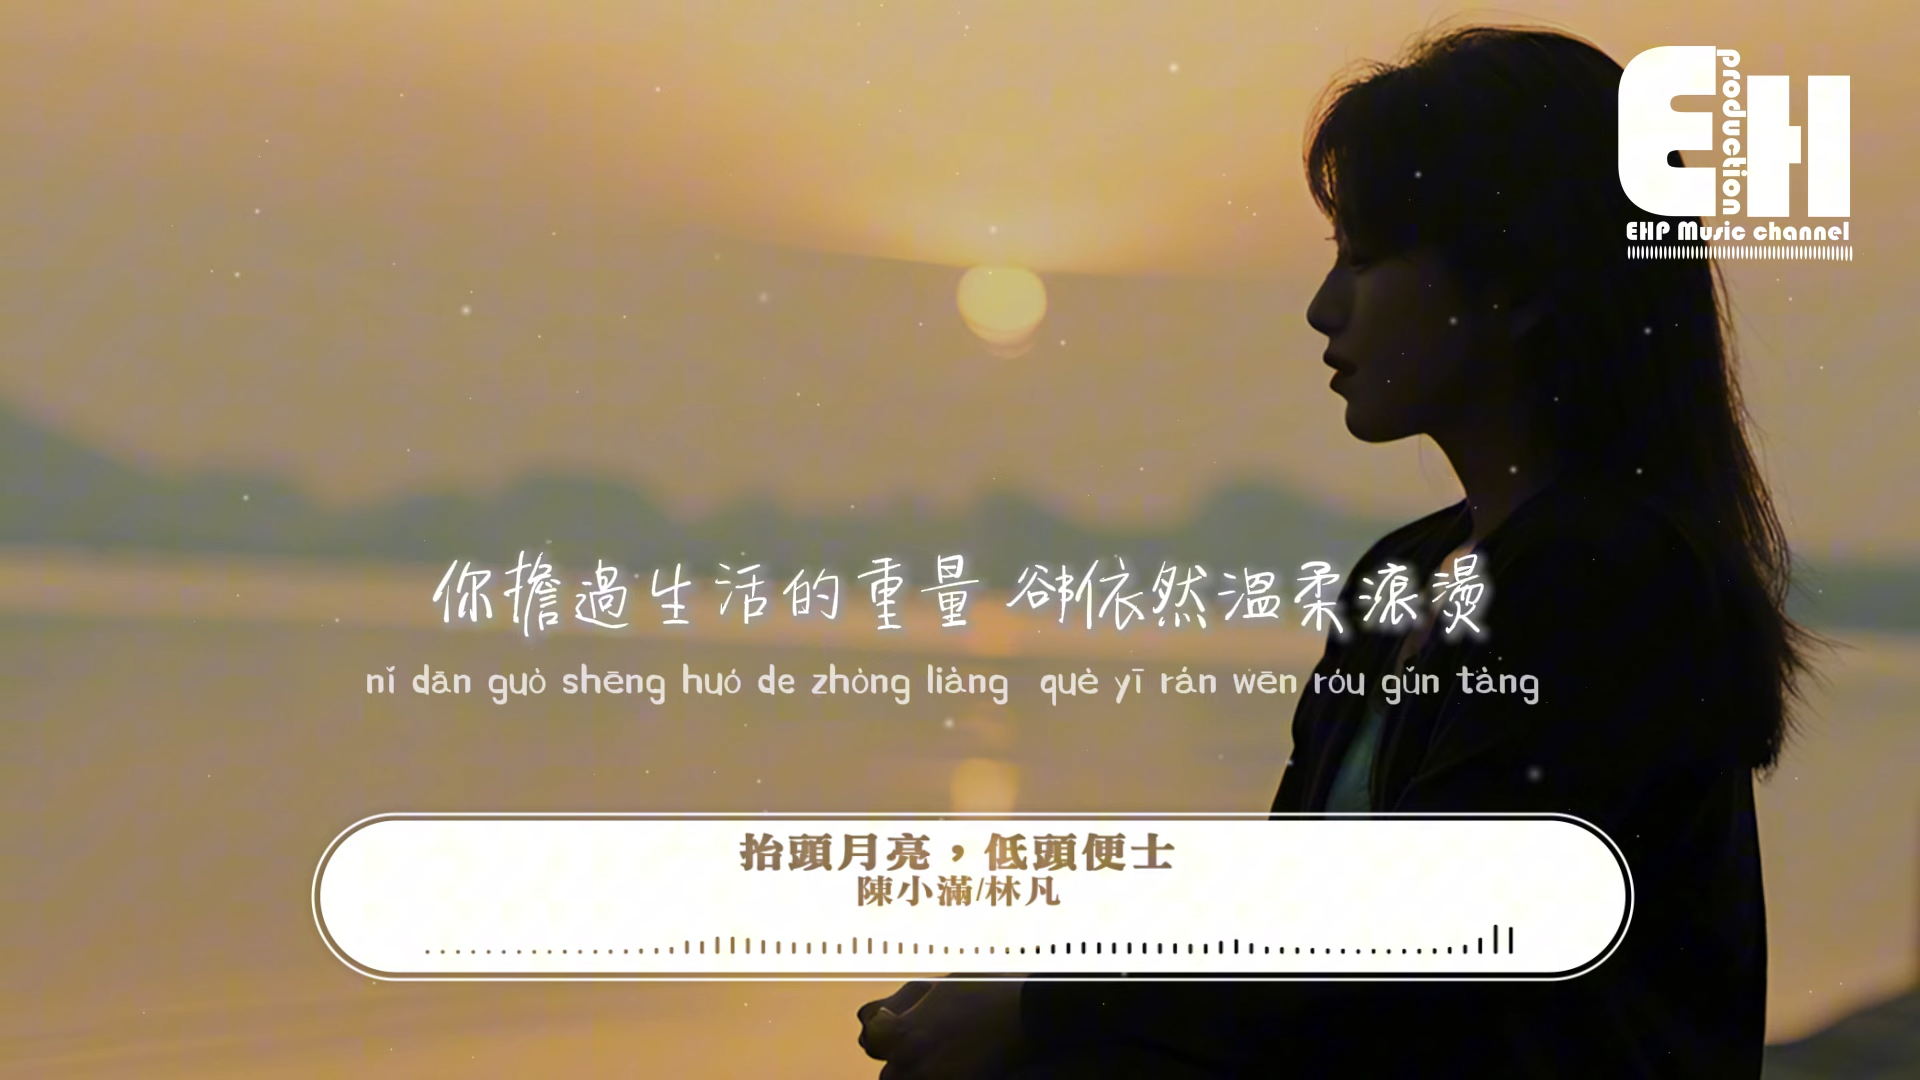 EH
production
EHP Music channel
你擔過生活的重量 卻依然溫柔滾燙
nǐ dān guò shēng huó de zhòng liàng  què yī rán wēn róu gǔn tàng
抬頭月亮，低頭便士
陳小滿/林凡